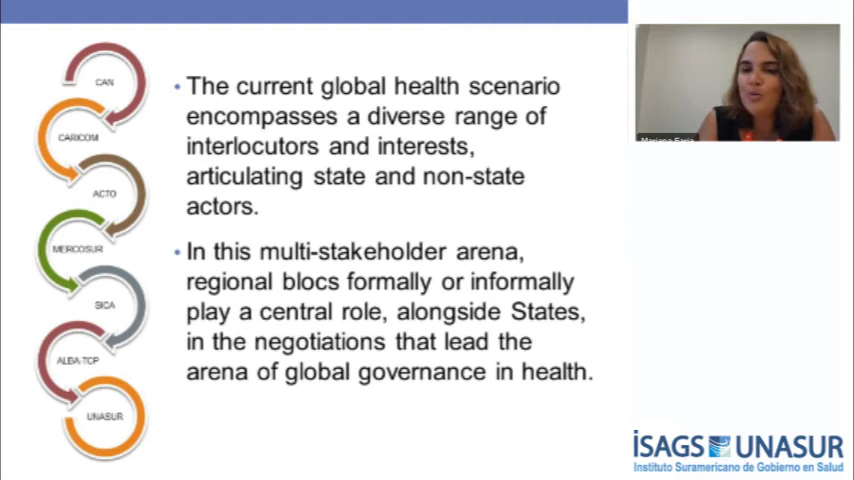 CAN
CARICOM
ACTO
MERCOSUR
SICA
ALBA-TCP
UNASUR
• The current global health scenario
encompasses a diverse range of
interlocutors and interests,
articulating state and non-state
actors.
• In this multi-stakeholder arena,
regional blocs formally or informally
play a central role, alongside States,
in the negotiations that lead the
arena of global governance in health.
Mariana Faria
ISAGS UNASUR
Instituto Suramericano de Gobierno en Salud